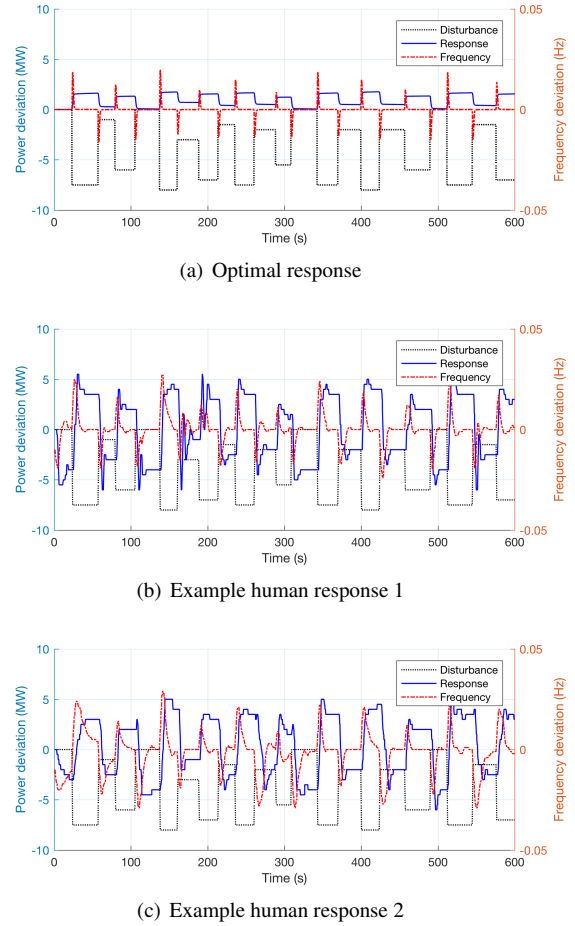 10
5
0
-5
-10
Power deviation (MW)
0.05
0
-0.05
Frequency deviation (Hz)
Disturbance
Response
Frequency
0 100 200 300 400 500 600
Time (s)
(a) Optimal response
10
5
0
-5
-10
Power deviation (MW)
0.05
0
-0.05
Frequency deviation (Hz)
Disturbance
Response
Frequency
0 100 200 300 400 500 600
Time (s)
(b) Example human response 1
10
5
0
-5
-10
Power deviation (MW)
0.05
0
-0.05
Frequency deviation (Hz)
Disturbance
Response
Frequency
0 100 200 300 400 500 600
Time (s)
(c) Example human response 2